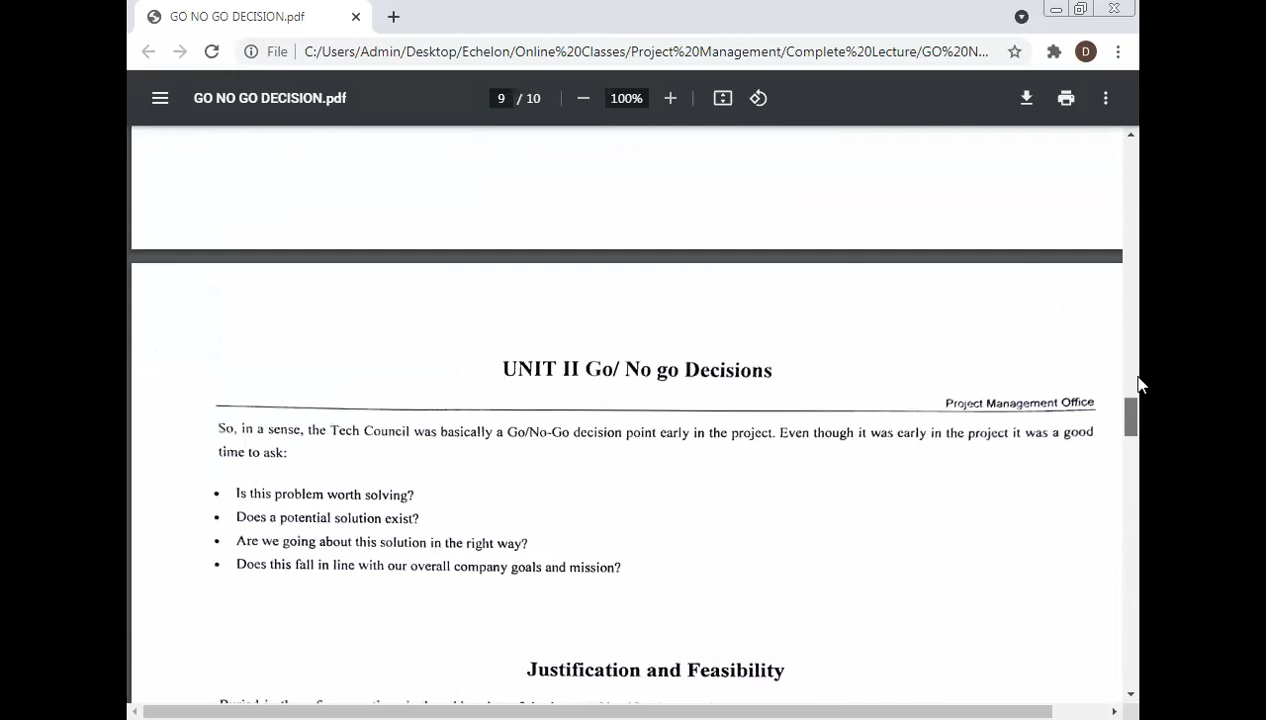 GO NO GO DECISION.pdf
File
C:/Users/Admin/Desktop/Echelon/Online%20Classes/Project%20Management/Complete%20Lecture/GO%20N...
D
GO NO GO DECISION.pdf
9 / 10
100%
UNIT II Go/ No go Decisions
Project Management Office
So, in a sense, the Tech Council was basically a Go/No-Go decision point early in the project. Even though it was early in the project it was a good
time to ask:
• Is this problem worth solving?
• Does a potential solution exist?
• Are we going about this solution in the right way?
• Does this fall in line with our overall company goals and mission?
Justification and Feasibility